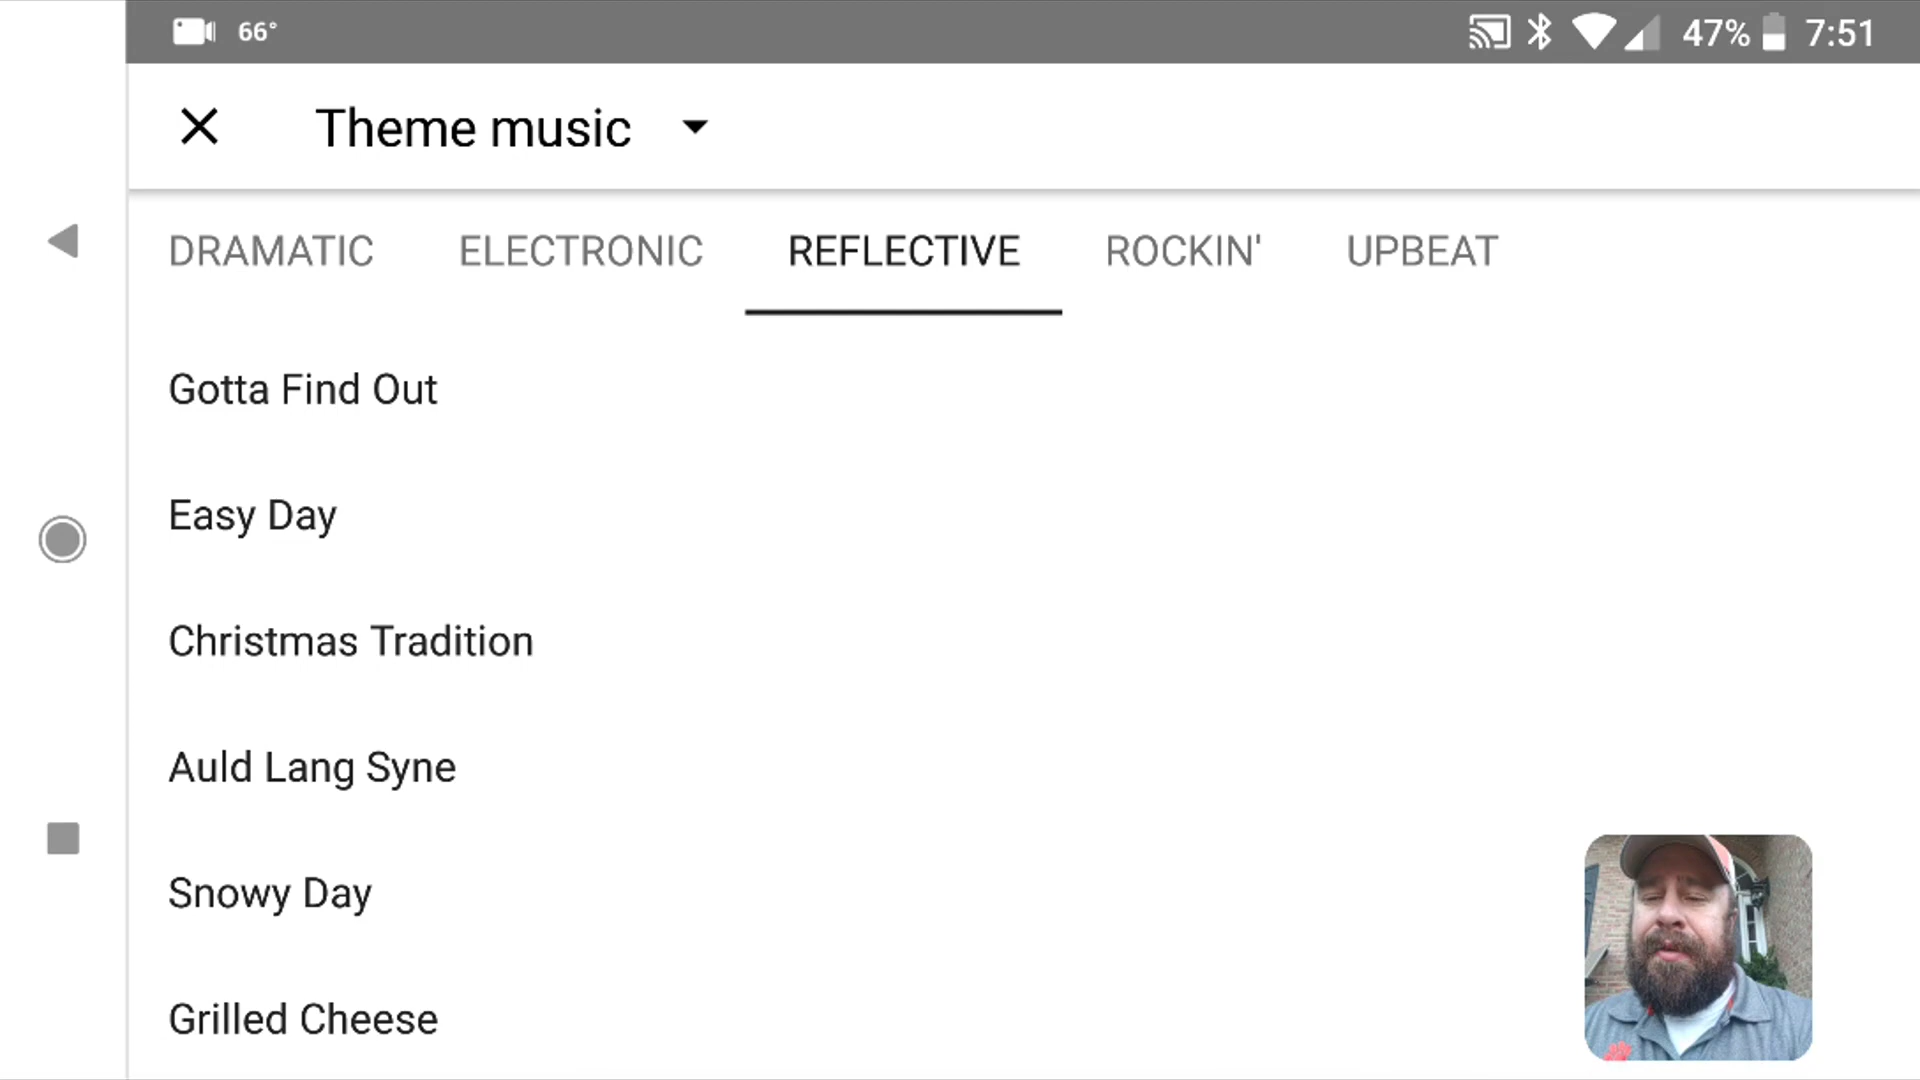 66° 47% 7:51
Theme music
DRAMATIC ELECTRONIC REFLECTIVE ROCKIN' UPBEAT
Gotta Find Out
Easy Day
Christmas Tradition
Auld Lang Syne
Snowy Day
Grilled Cheese